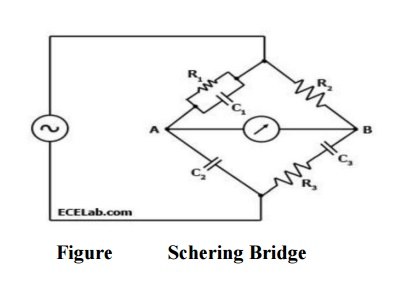 R₁
R₂
C₁
A
B
C₂
C₃
R₃
ECELab.com
Figure Schering Bridge